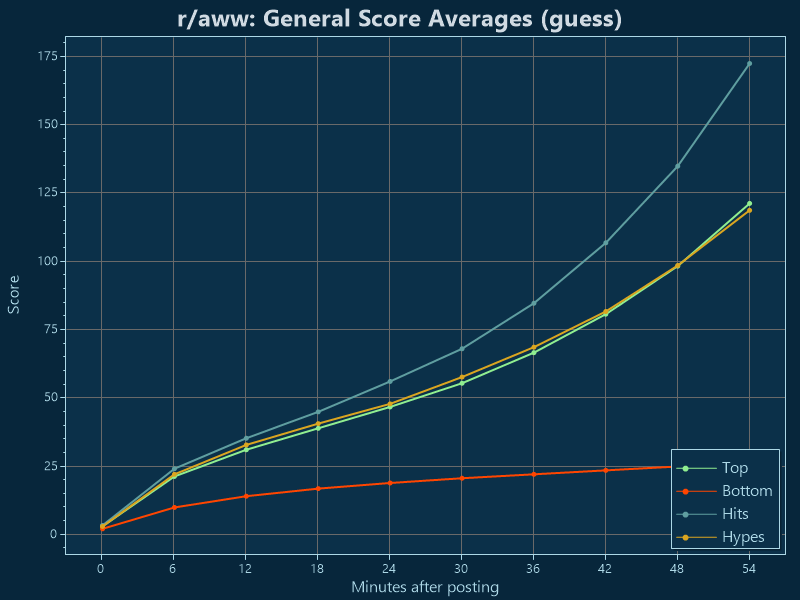 r/aww: General Score Averages (guess)
175
150
125
100
75
50
25
0
Score
0 6 12 18 24 30 36 42 48 54
Minutes after posting
Top
Bottom
Hits
Hypes